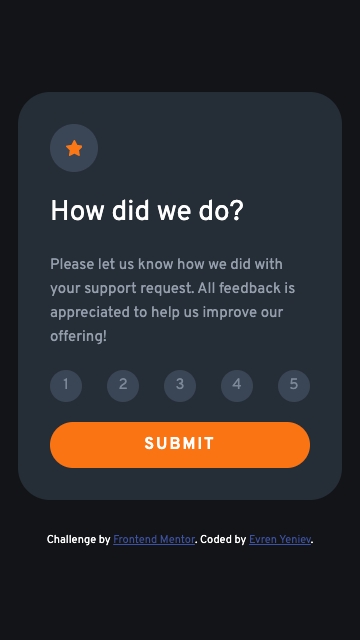 How did we do?
Please let us know how we did with
your support request. All feedback is
appreciated to help us improve our
offering!
1 2 3 4 5
SUBMIT
Challenge by Frontend Mentor. Coded by Evren Yeniev.